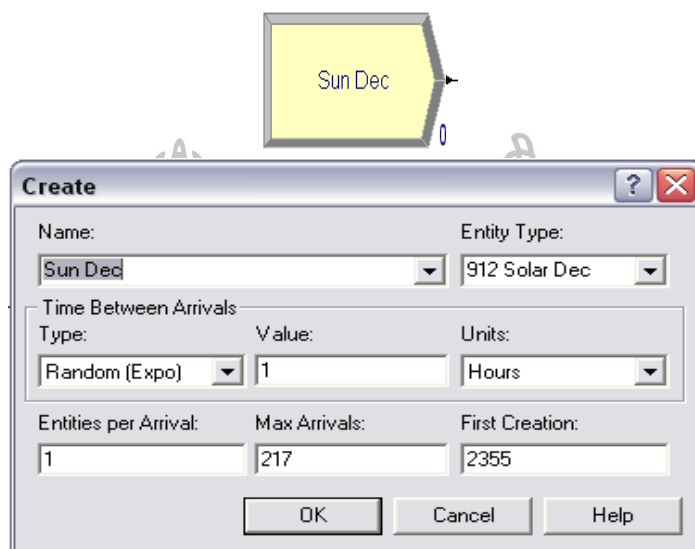 Sun Dec
0
Create
Name: Entity Type:
Sun Dec 912 Solar Dec
Time Between Arrivals
Type: Value: Units:
Random (Expo) 1 Hours
Entities per Arrival: Max Arrivals: First Creation:
1 217 2355
OK Cancel Help